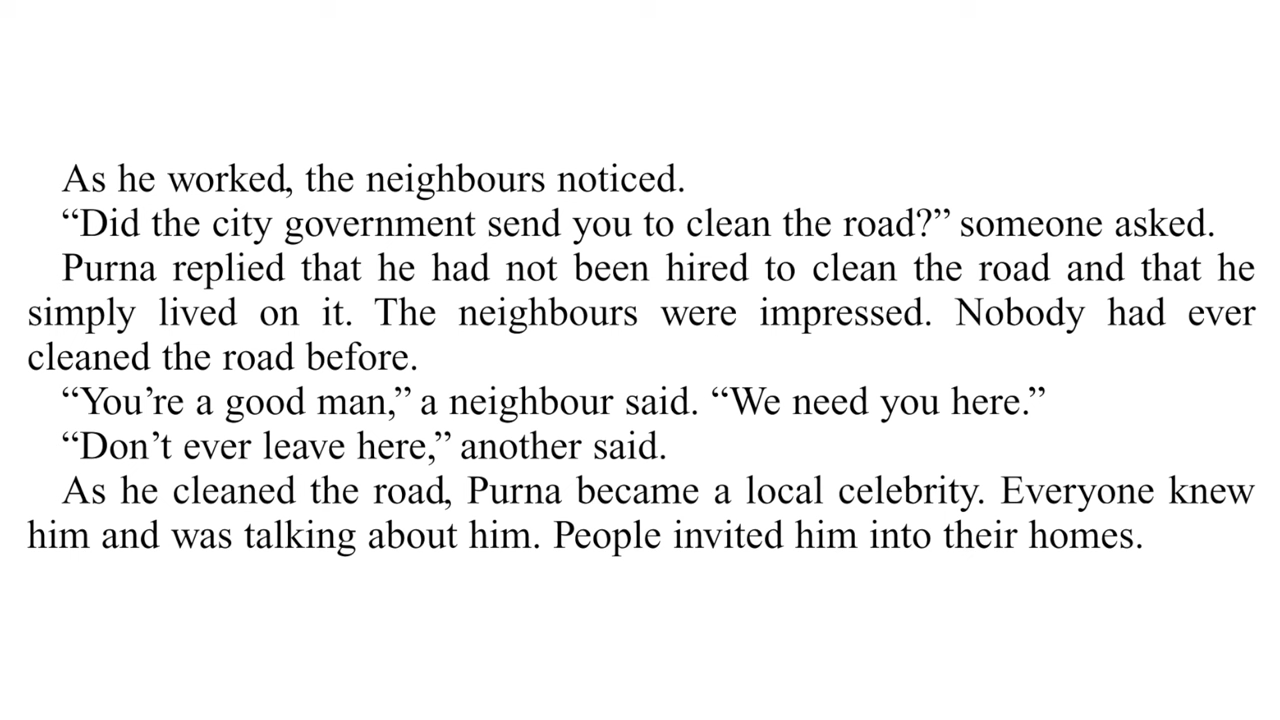 As he worked, the neighbours noticed.
“Did the city government send you to clean the road?” someone asked.
Purna replied that he had not been hired to clean the road and that he
simply lived on it. The neighbours were impressed. Nobody had ever
cleaned the road before.
“You’re a good man,” a neighbour said. “We need you here.”
“Don’t ever leave here,” another said.
As he cleaned the road, Purna became a local celebrity. Everyone knew
him and was talking about him. People invited him into their homes.